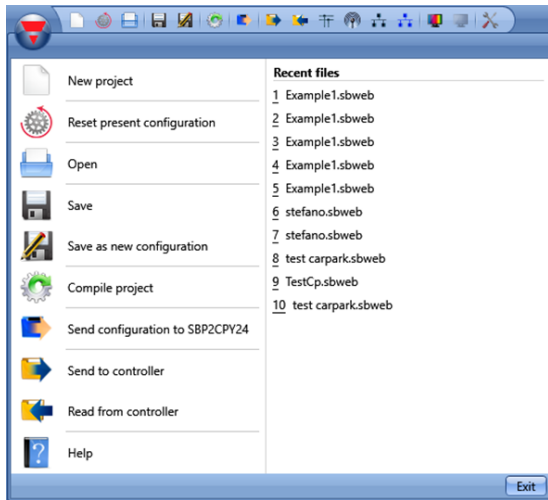 New project
Reset present configuration
Open
Save
Save as new configuration
Compile project
Send configuration to SBP2CPY24
Send to controller
Read from controller
Help
Recent files
1 Example1.sbweb
2 Example1.sbweb
3 Example1.sbweb
4 Example1.sbweb
5 Example1.sbweb
6 stefano.sbweb
7 stefano.sbweb
8 test carpark.sbweb
9 TestCp.sbweb
10 test carpark.sbweb
Exit